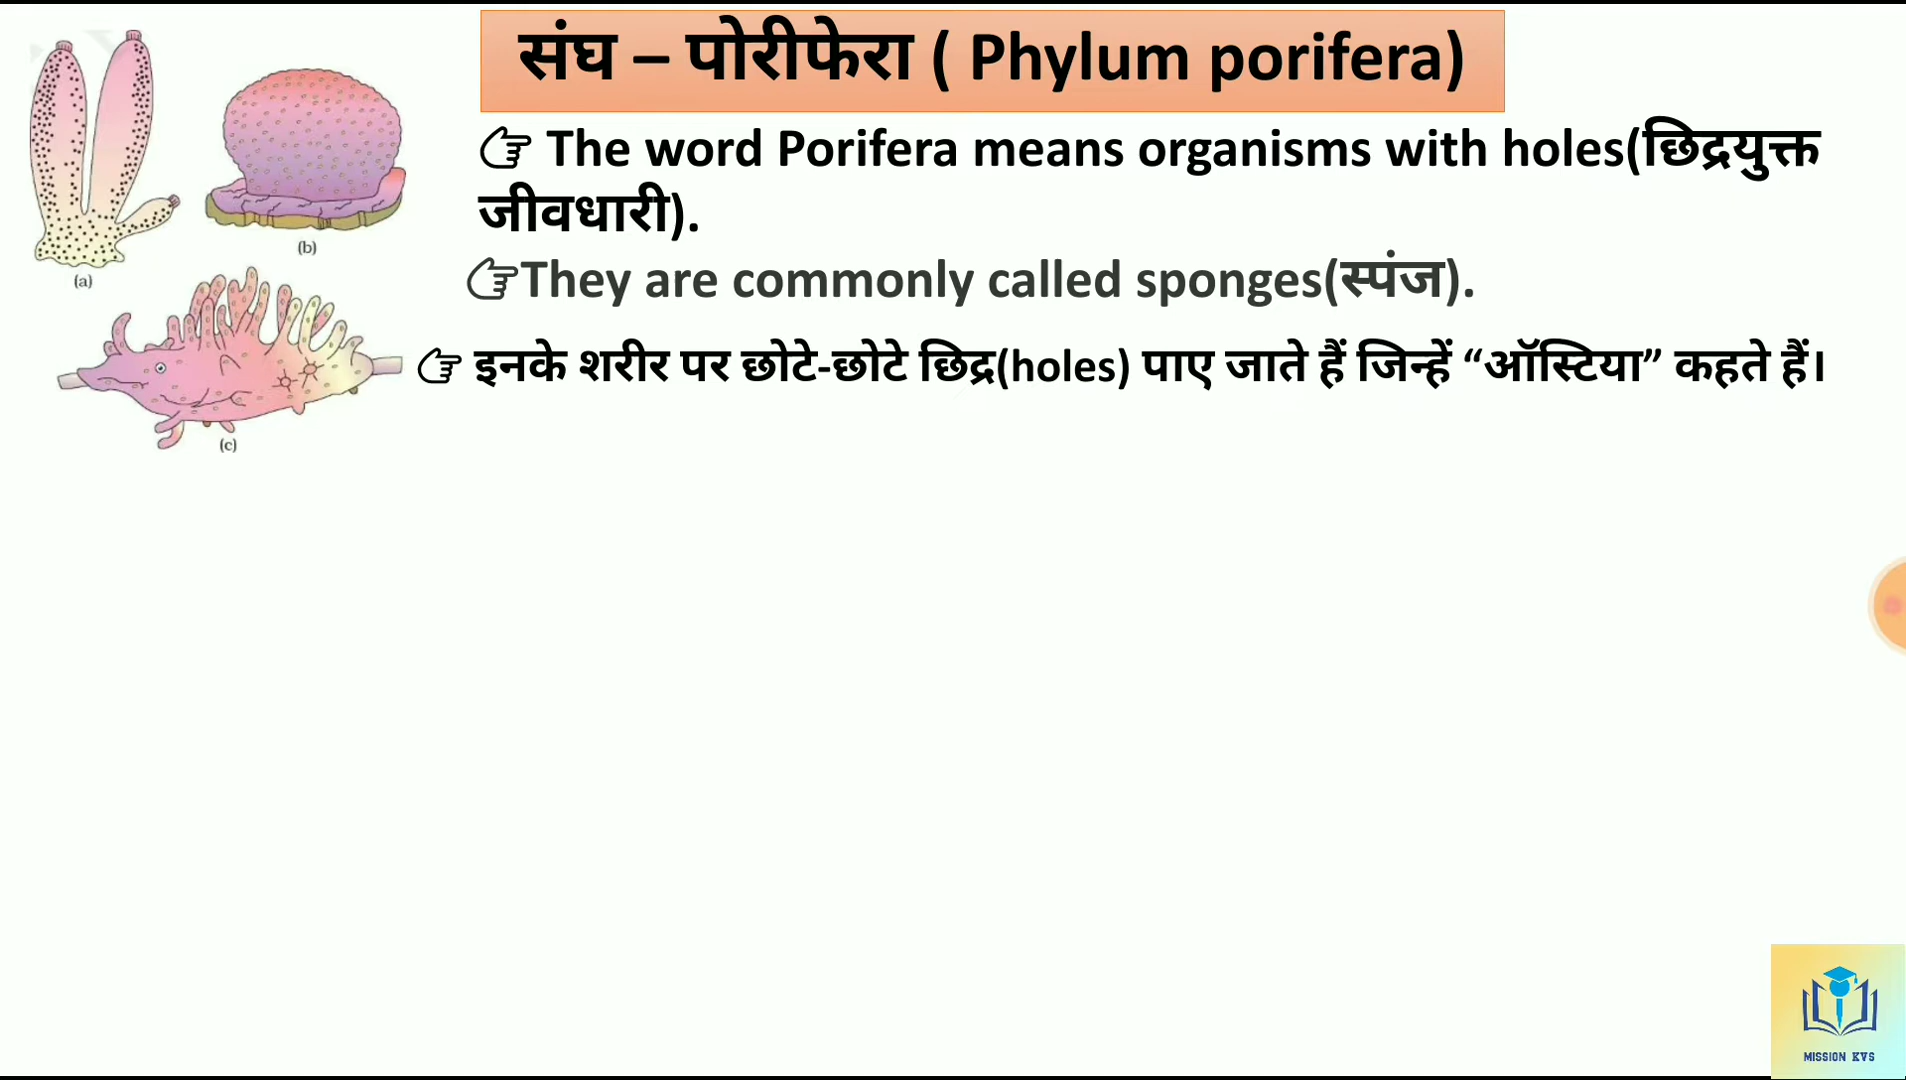 संघ – पोरीफेरा ( Phylum porifera)
☞ The word Porifera means organisms with holes(छिद्रयुक्त
जीवधारी).
☞They are commonly called sponges(स्पंज).
☞ इनके शरीर पर छोटे-छोटे छिद्र(holes) पाए जाते हैं जिन्हें “ऑस्टिया” कहते हैं।
(a)
(b)
(c)
MISSION KVS